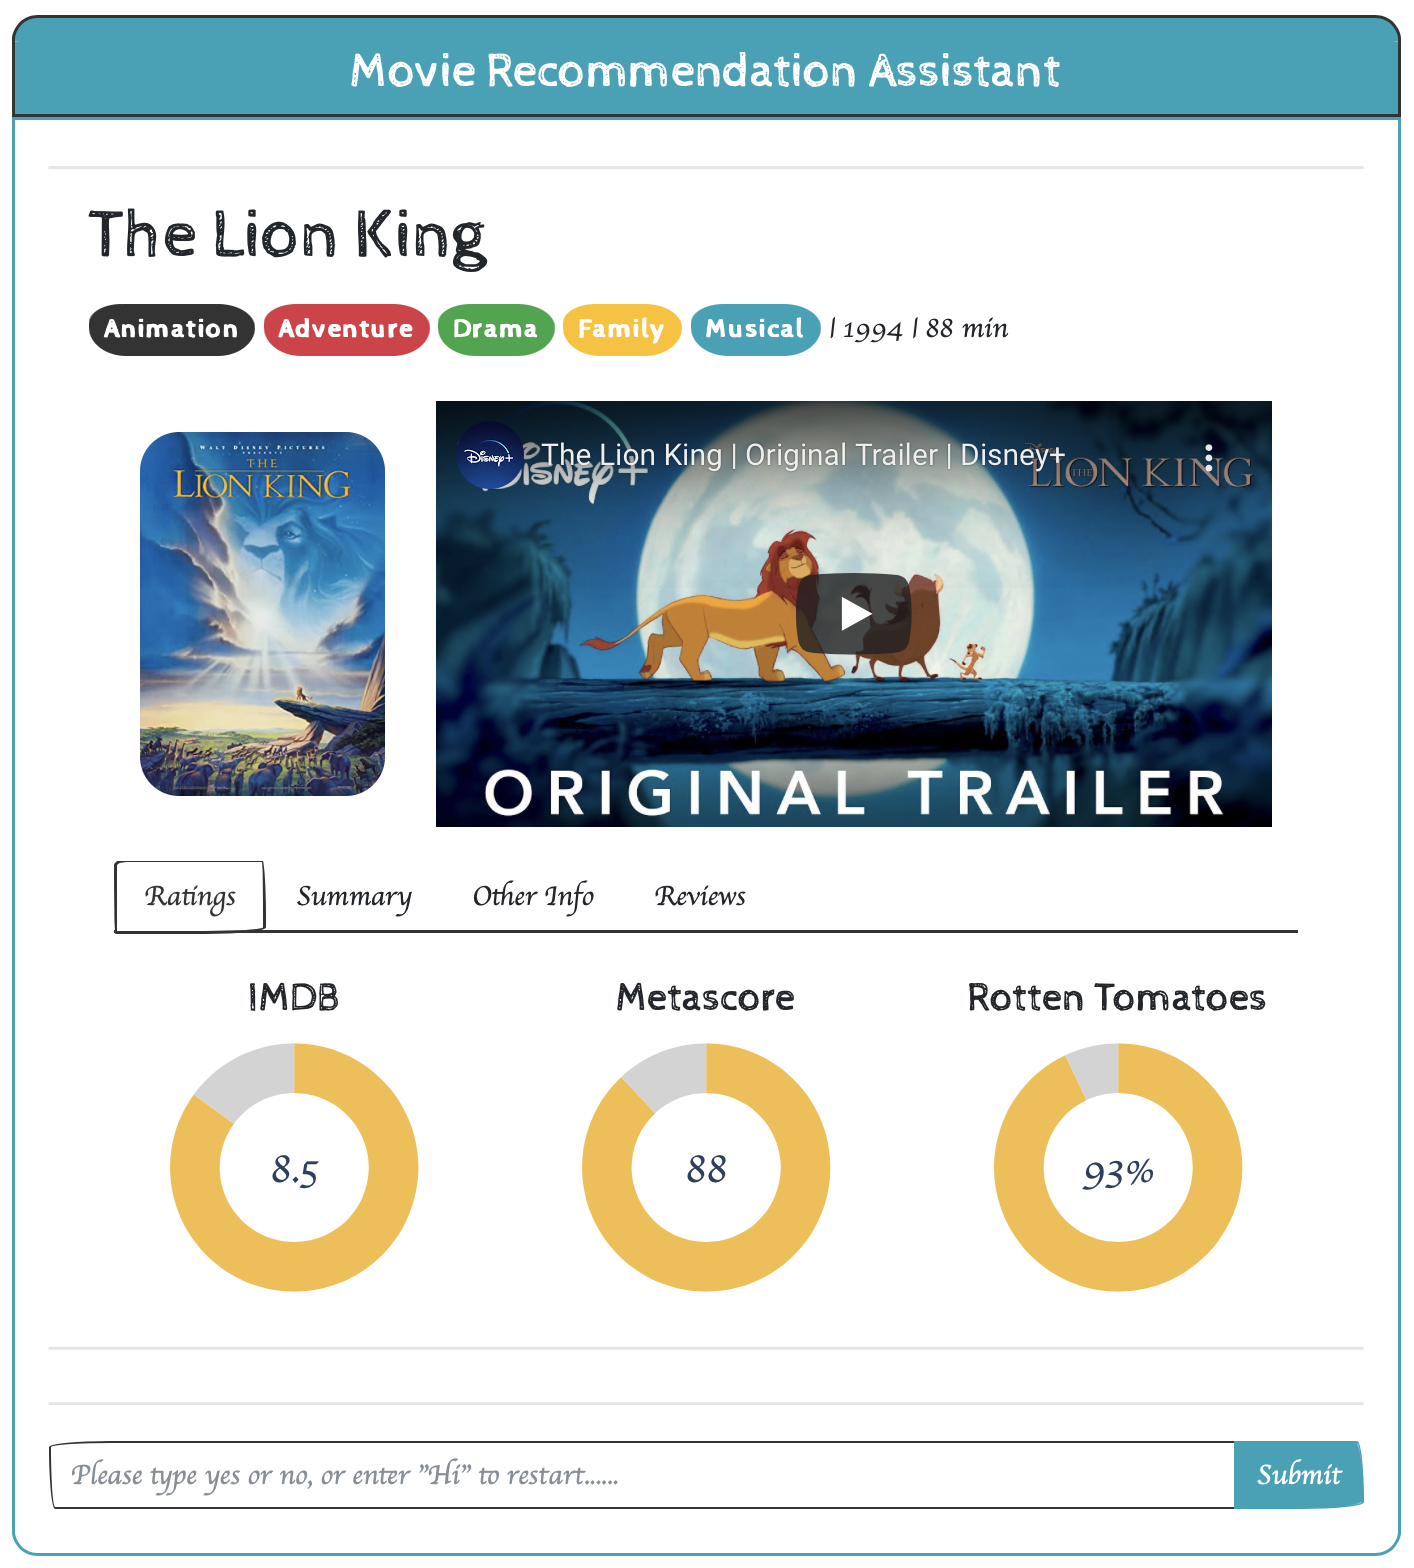 Movie Recommendation Assistant
The Lion King
Animation Adventure Drama Family Musical | 1994 | 88 min
WALT DISNEY PICTURES
PRESENTS
THE
LION KING
Disney+ The Lion King | Original Trailer | Disney+
DISNEY+ THE LION KING
ORIGINAL TRAILER
Ratings Summary Other Info Reviews
IMDB Metascore Rotten Tomatoes
8.5 88 93%
Please type yes or no, or enter "Hi" to restart...... Submit